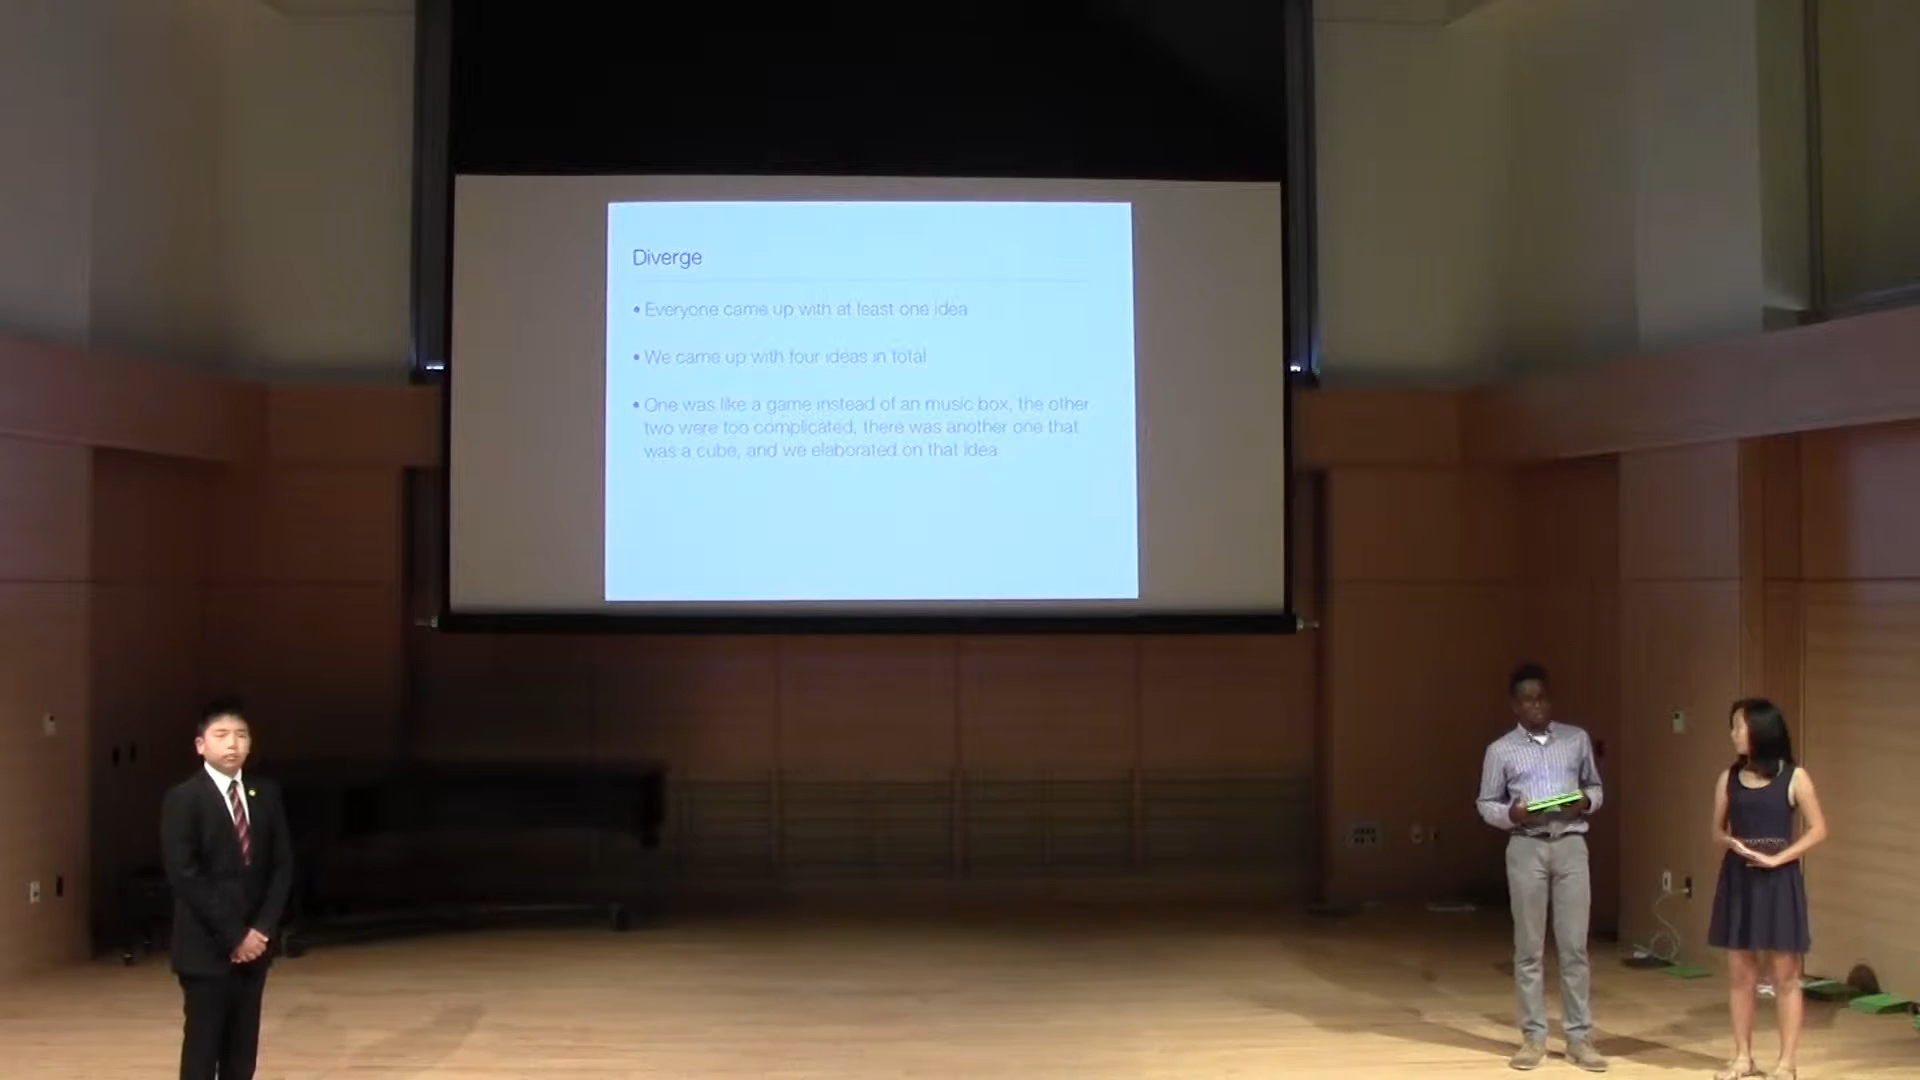 Diverge
• Everyone came up with at least one idea
• We came up with four ideas in total
• One was like a game instead of an music box, the other
two were too complicated, there was another one that
was a cube, and we elaborated on that idea